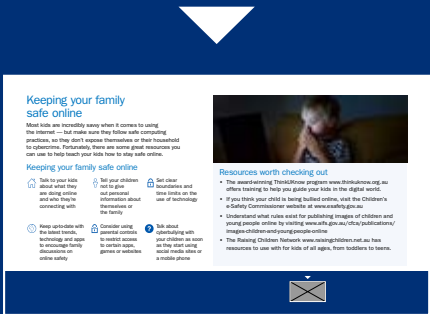 Keeping your family
safe online
Most kids are incredibly savvy when it comes to using
the internet — but make sure they follow safe computing
practices, so they don't expose themselves or their household
to cybercrime. Fortunately, there are some great resources you
can use to help teach your kids how to stay safe online.
Keeping your family safe online
Talk to your kids
about what they
are doing online
and who they're
connecting with
Tell your children
not to give
out personal
information about
themselves or
the family
Set clear
boundaries and
time limits on the
use of technology
Keep up-to-date with
the latest trends,
technology and apps
to encourage family
discussions on
online safety
Consider using
parental controls
to restrict access
to certain apps,
games or websites
Talk about
cyberbullying with
your children as soon
as they start using
social media sites or
a mobile phone
Resources worth checking out
• The award-winning ThinkUKnow program www.thinkuknow.org.au
offers training to help you guide your kids in the digital world.
• If you think your child is being bullied online, visit the Children's
e-Safety Commissioner website at www.esafety.gov.au
• Understand what rules exist for publishing images of children and
young people online by visiting www.aifs.gov.au/cfca/publications/
images-children-and-young-people-online
• The Raising Children Network www.raisingchildren.net.au has
resources to use with for kids of all ages, from toddlers to teens.